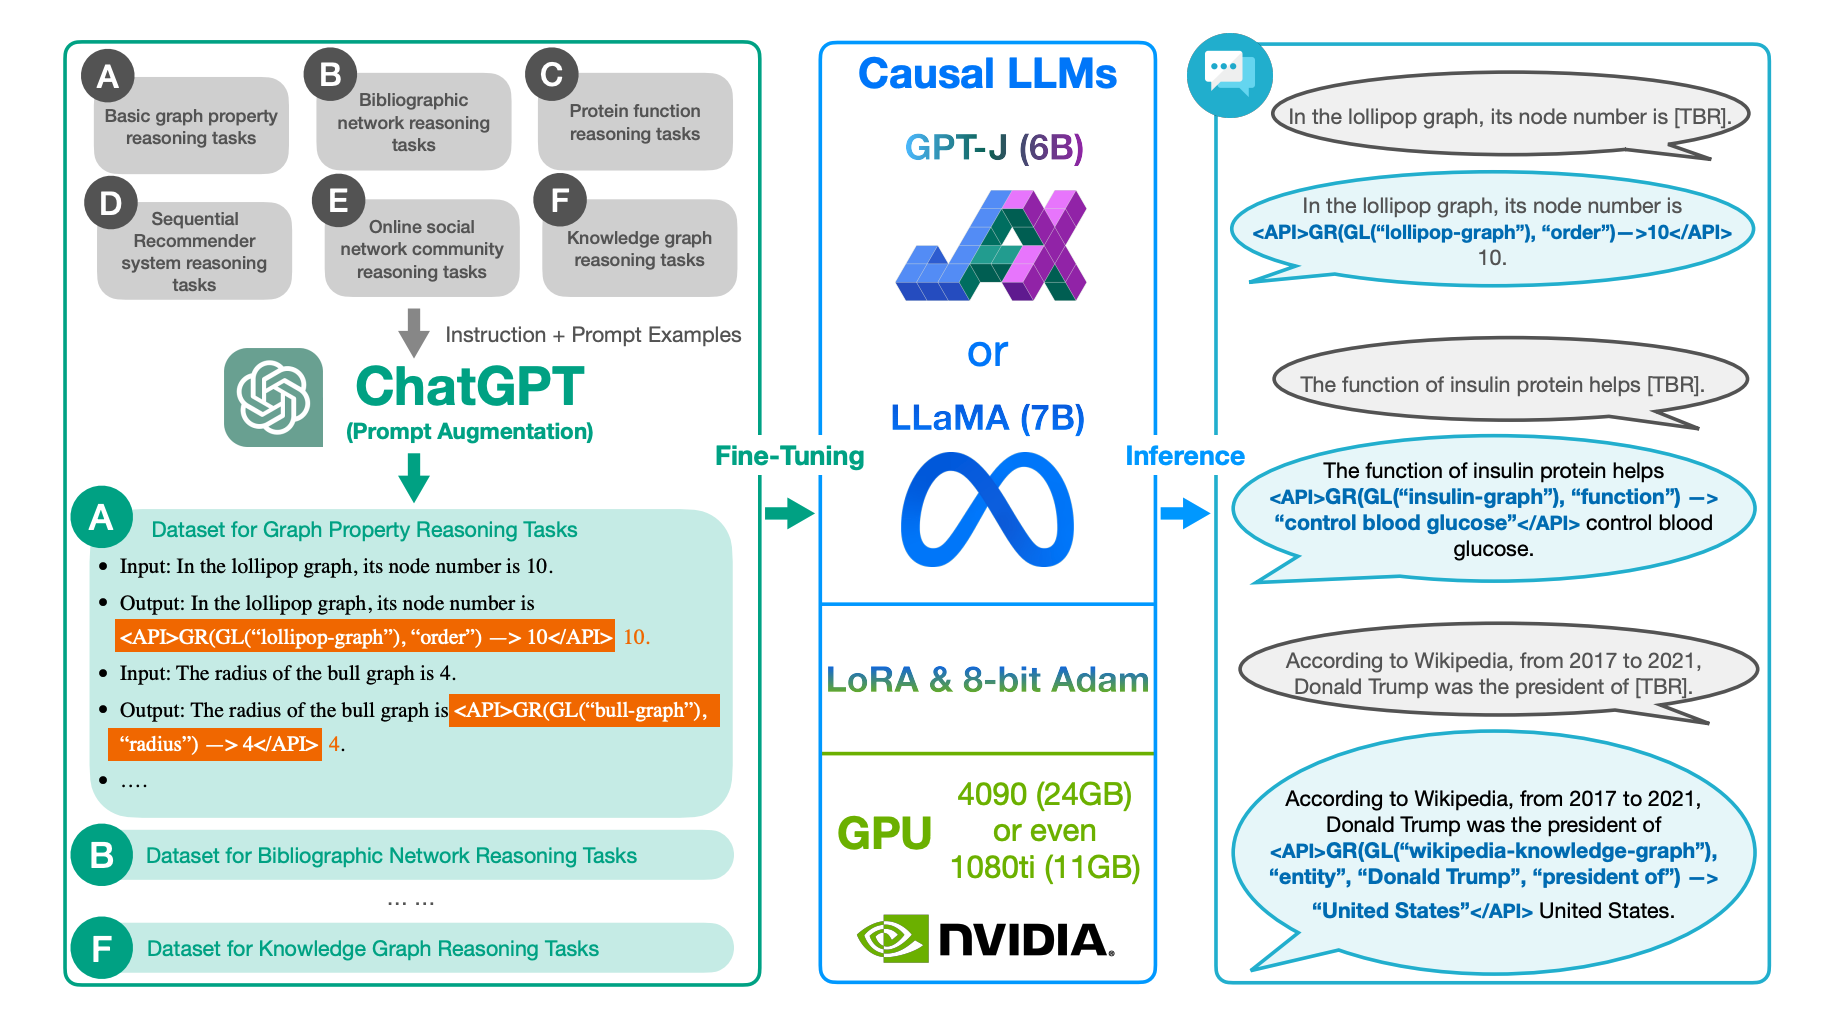 A
Basic graph property
reasoning tasks
B
Bibliographic
network reasoning
tasks
C
Protein function
reasoning tasks
D
Sequential
Recommender
system reasoning
tasks
E
Online social
network community
reasoning tasks
F
Knowledge graph
reasoning tasks
Instruction + Prompt Examples
ChatGPT
(Prompt Augmentation)
A
Dataset for Graph Property Reasoning Tasks
• Input: In the lollipop graph, its node number is 10.
• Output: In the lollipop graph, its node number is
<API>GR(GL(“lollipop-graph”), “order”) —> 10</API> 10.
• Input: The radius of the bull graph is 4.
• Output: The radius of the bull graph is <API>GR(GL(“bull-graph”),
“radius”) —> 4</API> 4.
• ....
B
Dataset for Bibliographic Network Reasoning Tasks
... ...
F
Dataset for Knowledge Graph Reasoning Tasks
Fine-Tuning
Causal LLMs
GPT-J (6B)
JAX
or
LLaMA (7B)
LoRA & 8-bit Adam
GPU
4090 (24GB)
or even
1080ti (11GB)
NVIDIA.
Inference
In the lollipop graph, its node number is [TBR].
In the lollipop graph, its node number is
<API>GR(GL(“lollipop-graph”), “order”)—>10</API>
10.
The function of insulin protein helps [TBR].
The function of insulin protein helps
<API>GR(GL(“insulin-graph”), “function”) —>
“control blood glucose”</API> control blood
glucose.
According to Wikipedia, from 2017 to 2021,
Donald Trump was the president of [TBR].
According to Wikipedia, from 2017 to 2021,
Donald Trump was the president of
<API>GR(GL(“wikipedia-knowledge-graph”),
“entity”, “Donald Trump”, “president of”) —>
“United States”</API> United States.